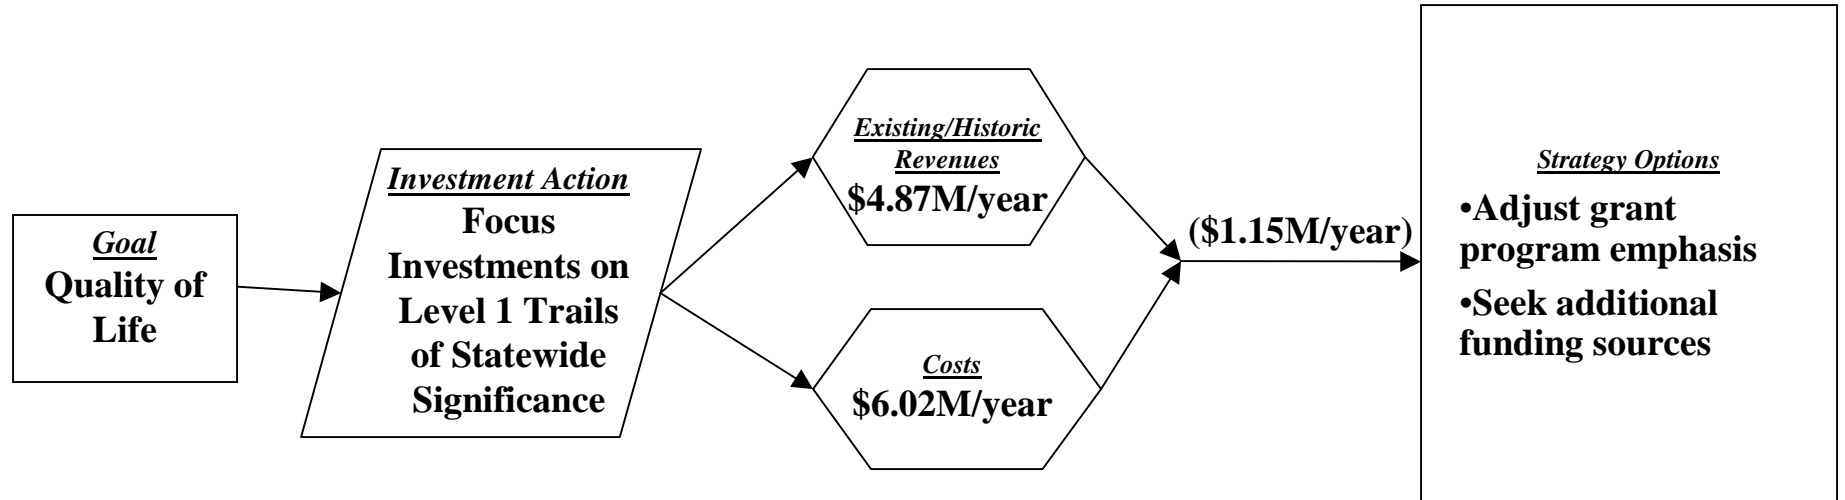 Goal
Quality of
Life
Investment Action
Focus
Investments on
Level 1 Trails
of Statewide
Significance
Existing/Historic
Revenues
$4.87M/year
Costs
$6.02M/year
($1.15M/year)
Strategy Options
•Adjust grant
program emphasis
•Seek additional
funding sources